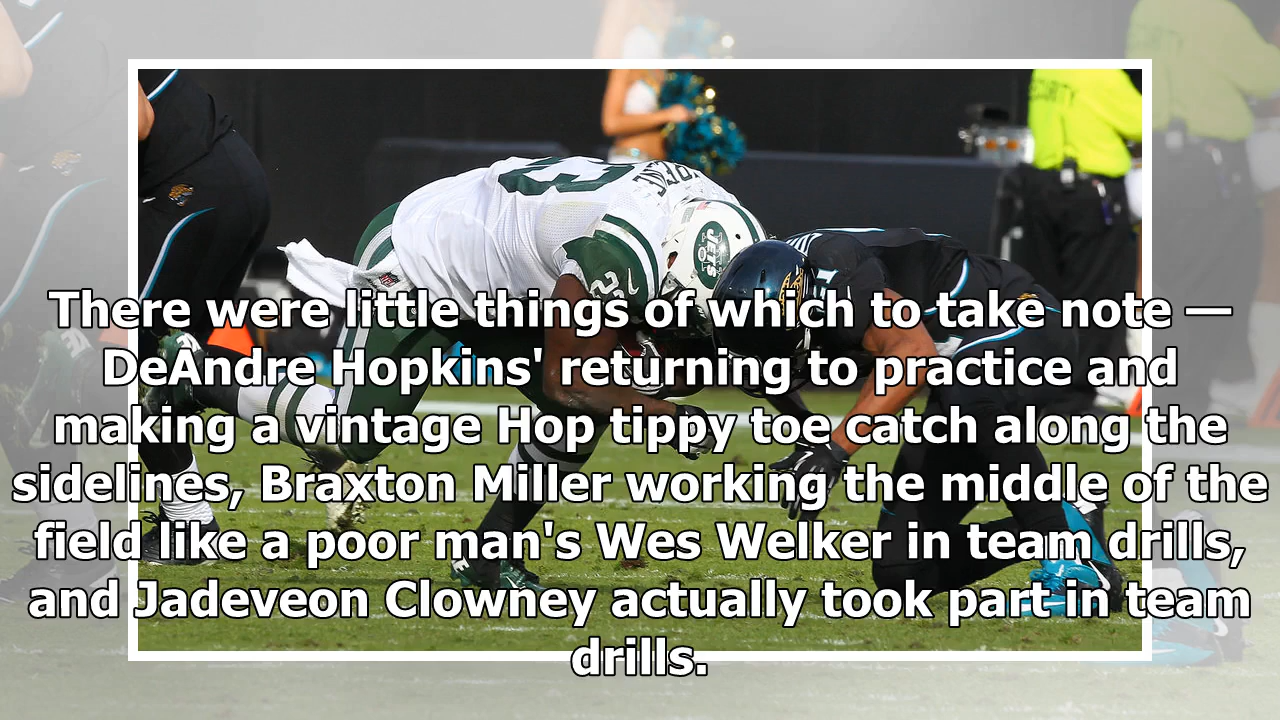 SECURITY
JETS
There were little things of which to take note —
DeAndre Hopkins' returning to practice and
making a vintage Hop tippy toe catch along the
sidelines, Braxton Miller working the middle of the
field like a poor man's Wes Welker in team drills,
and Jadeveon Clowney actually took part in team
drills.